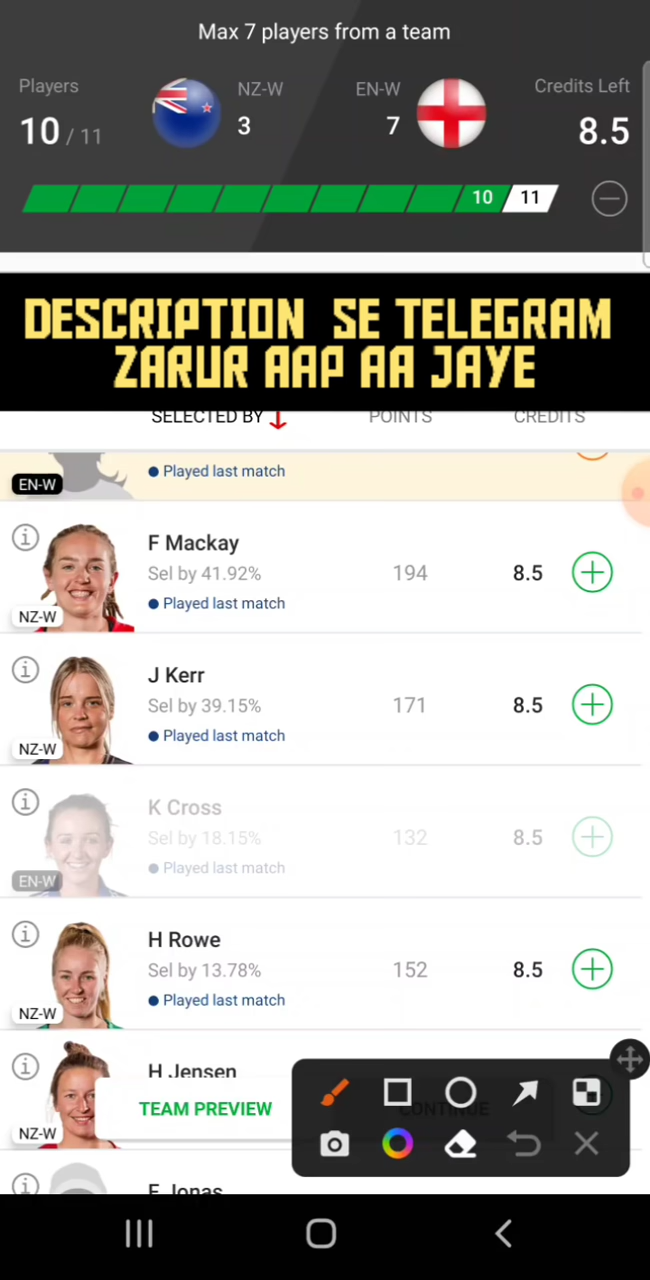 Max 7 players from a team
Players
NZ-W
EN-W
Credits Left
10 / 11
3
7
8.5
10
11
DESCRIPTION SE TELEGRAM
ZARUR AAP AA JAYE
SELECTED BY
POINTS
CREDITS
Played last match
EN-W
F Mackay
Sel by 41.92%
194
8.5
Played last match
NZ-W
J Kerr
Sel by 39.15%
171
8.5
Played last match
NZ-W
K Cross
Sel by 18.15%
132
8.5
Played last match
EN-W
H Rowe
Sel by 13.78%
152
8.5
Played last match
NZ-W
H Jensen
NZ-W
TEAM PREVIEW
CONTINUE
F Jonas